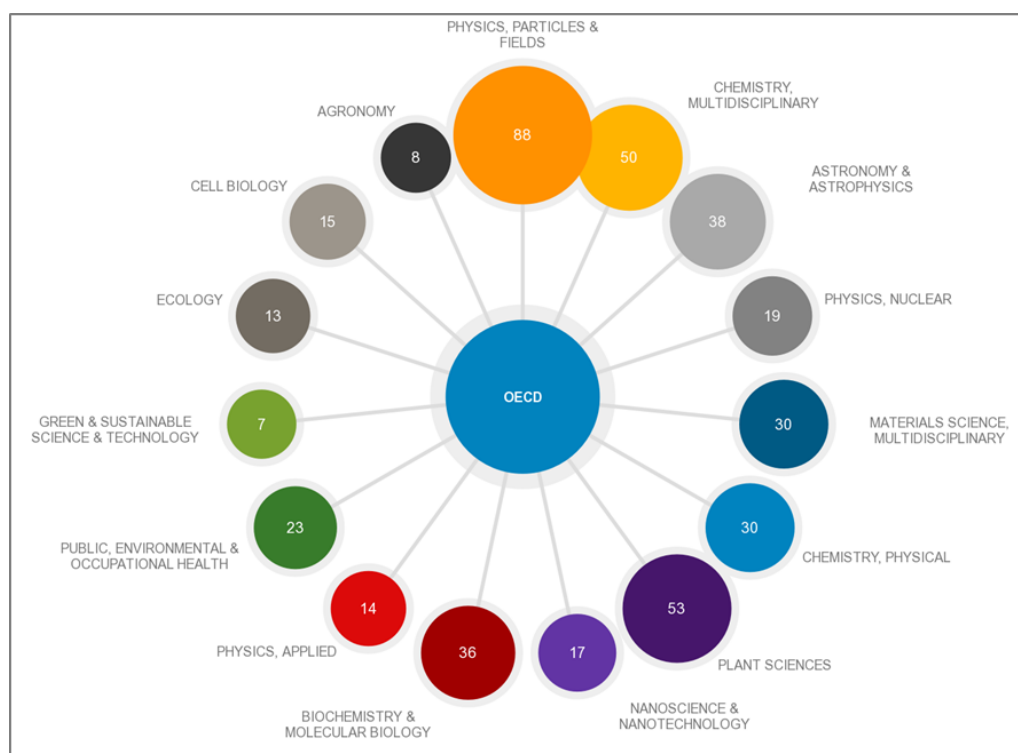 PHYSICS, PARTICLES &
FIELDS
88
CHEMISTRY,
MULTIDISCIPLINARY
50
ASTRONOMY &
ASTROPHYSICS
38
PHYSICS, NUCLEAR
19
MATERIALS SCIENCE,
MULTIDISCIPLINARY
30
CHEMISTRY, PHYSICAL
30
PLANT SCIENCES
53
NANOSCIENCE &
NANOTECHNOLOGY
17
BIOCHEMISTRY &
MOLECULAR BIOLOGY
36
PHYSICS, APPLIED
14
PUBLIC, ENVIRONMENTAL &
OCCUPATIONAL HEALTH
23
GREEN & SUSTAINABLE
SCIENCE & TECHNOLOGY
7
ECOLOGY
13
CELL BIOLOGY
15
AGRONOMY
8
OECD